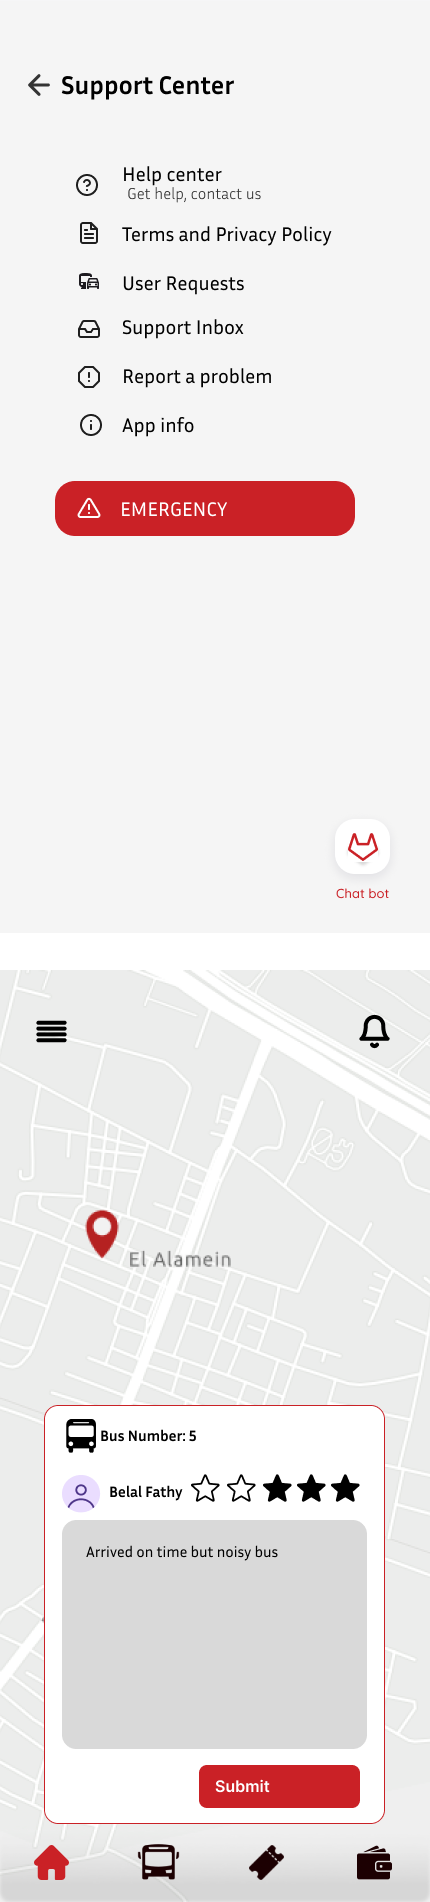 Support Center
Help center
Get help, contact us
Terms and Privacy Policy
User Requests
Support Inbox
Report a problem
App info
EMERGENCY
Chat bot
El Alamein
Bus Number: 5
Belal Fathy
Arrived on time but noisy bus
Submit